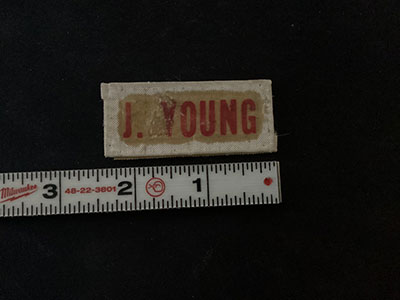 J. YOUNG
Milwaukee 3 48-22-3801 2 1